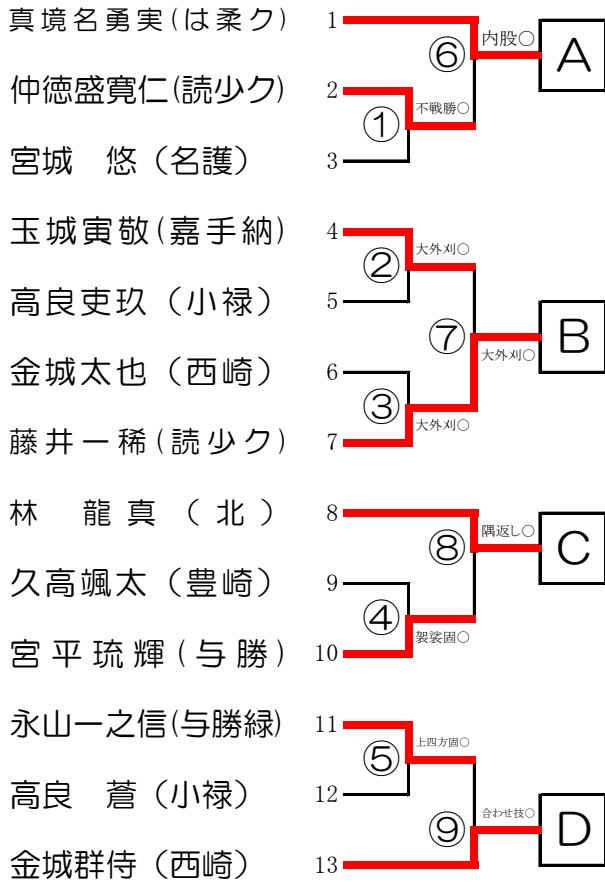 真境名勇実(は柔ク) 1
⑥ 内股○ A
仲徳盛寛仁(読少ク) 2
① 不戦勝○
宮城 悠（名護） 3
玉城寅敬(嘉手納) 4
② 大外刈○
高良吏玖（小禄） 5
⑦ 大外刈○ B
金城太也（西崎） 6
③ 大外刈○
藤井一稀(読少ク) 7
林 龍真（北） 8
⑧ 隅返し○ C
久高颯太（豊崎） 9
④ 袈裟固○
宮平琉輝(与勝) 10
永山一之信(与勝緑) 11
⑤ 上四方固○
高良 蒼（小禄） 12
⑨ 合わせ技○ D
金城群侍（西崎） 13